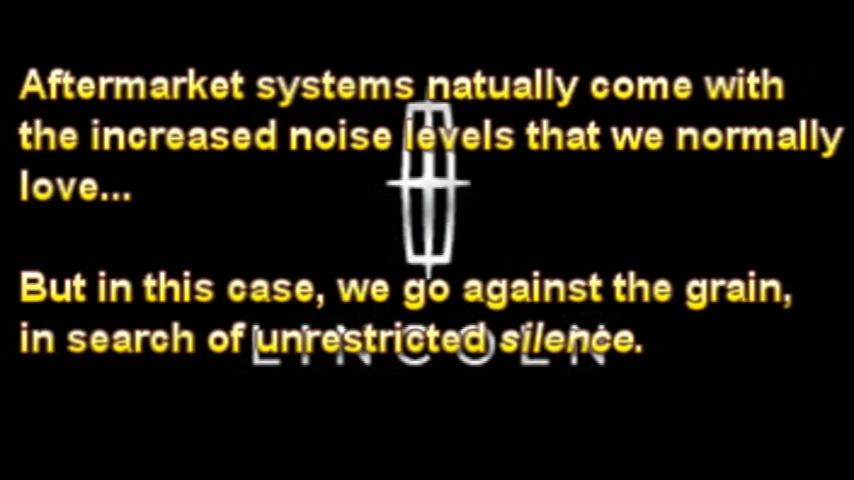 Aftermarket systems natually come with
the increased noise levels that we normally
love...
But in this case, we go against the grain,
in search of unrestricted silence.
LINCOLN